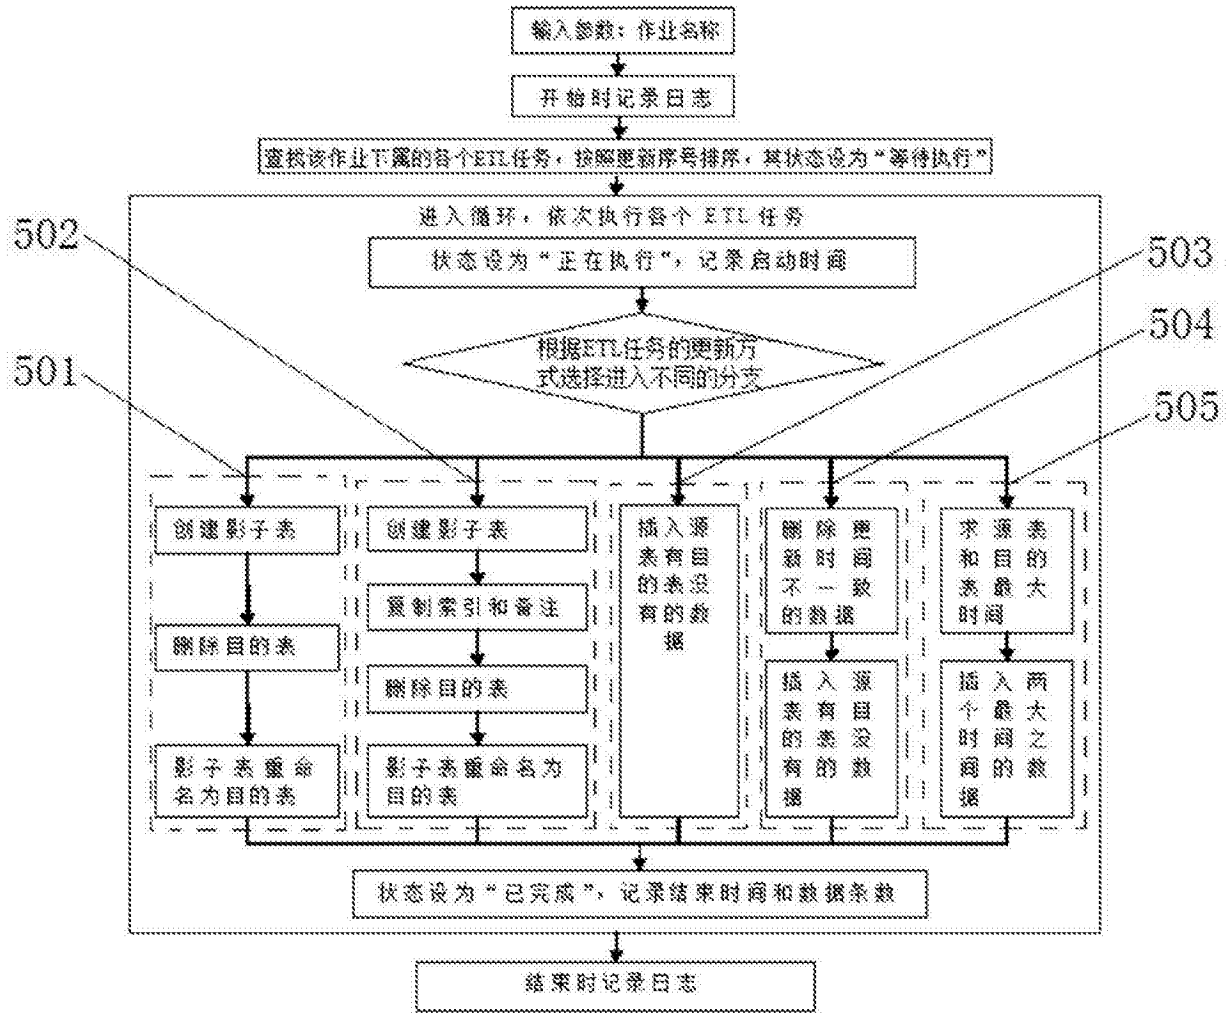 输入参数：作业名称
开始时记录日志
查找该作业下属的各个ETL任务，按照更新序号排序，其状态设为“等待执行”
进入循环，依次执行各个 ETL 任务
状态设为“正在执行”，记录启动时间
根据ETL任务的更新方
式选择进入不同的分支
501
502
503
504
505
创建影子表
删除目的表
影子表重命
名为目的表
创建影子表
复制索引和备注
删除目的表
影子表重命名为
目的表
插入源
表有目
的表没
有的数
据
删除更
新时间
不一致
的数据
插入源
表有目
的表没
有的数
据
求源表
和目的
表最大
时间
插入两
个最大
时间之
间的数
据
状态设为“已完成”，记录结束时间和数据条数
结束时记录日志